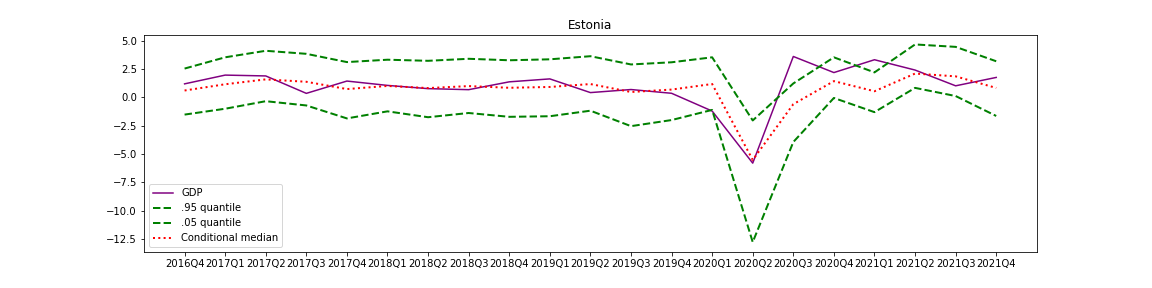 Estonia
5.0
2.5
0.0
−2.5
−5.0
−7.5
−10.0
−12.5
GDP
.95 quantile
.05 quantile
Conditional median
2016Q4 2017Q1 2017Q2 2017Q3 2017Q4 2018Q1 2018Q2 2018Q3 2018Q4 2019Q1 2019Q2 2019Q3 2019Q4 2020Q1 2020Q2 2020Q3 2020Q4 2021Q1 2021Q2 2021Q3 2021Q4